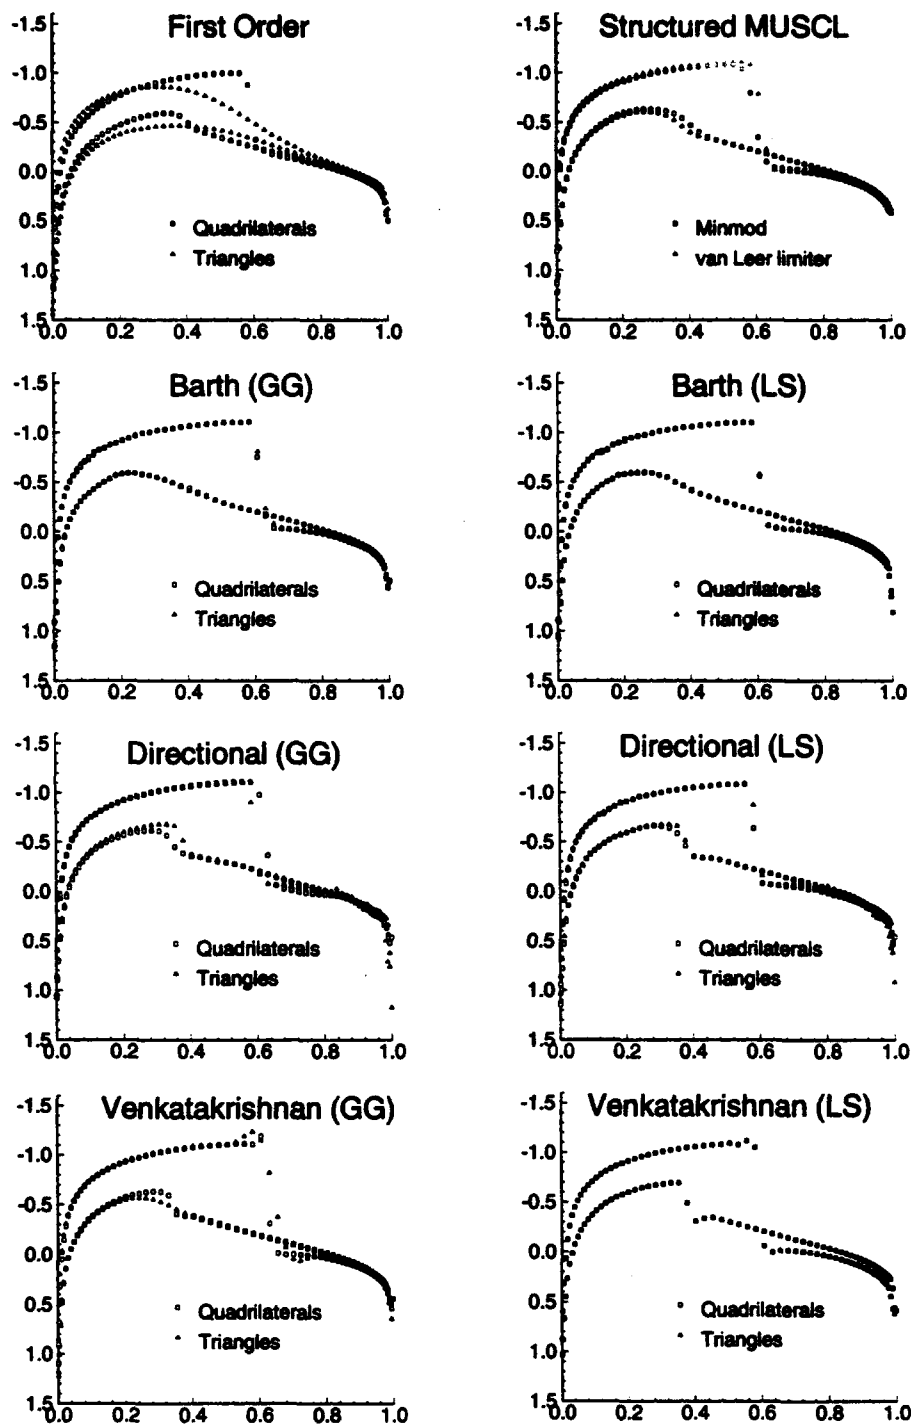 First Order
-1.5
-1.0
-0.5
0.0
0.5
1.0
1.5
0.0 0.2 0.4 0.6 0.8 1.0
Quadrilaterals
Triangles
Structured MUSCL
-1.5
-1.0
-0.5
0.0
0.5
1.0
1.5
0.0 0.2 0.4 0.6 0.8 1.0
Minmod
van Leer limiter
Barth (GG)
-1.5
-1.0
-0.5
0.0
0.5
1.0
1.5
0.0 0.2 0.4 0.6 0.8 1.0
Quadrilaterals
Triangles
Barth (LS)
-1.5
-1.0
-0.5
0.0
0.5
1.0
1.5
0.0 0.2 0.4 0.6 0.8 1.0
Quadrilaterals
Triangles
Directional (GG)
-1.5
-1.0
-0.5
0.0
0.5
1.0
1.5
0.0 0.2 0.4 0.6 0.8 1.0
Quadrilaterals
Triangles
Directional (LS)
-1.5
-1.0
-0.5
0.0
0.5
1.0
1.5
0.0 0.2 0.4 0.6 0.8 1.0
Quadrilaterals
Triangles
Venkatakrishnan (GG)
-1.5
-1.0
-0.5
0.0
0.5
1.0
1.5
0.0 0.2 0.4 0.6 0.8 1.0
Quadrilaterals
Triangles
Venkatakrishnan (LS)
-1.5
-1.0
-0.5
0.0
0.5
1.0
1.5
0.0 0.2 0.4 0.6 0.8 1.0
Quadrilaterals
Triangles